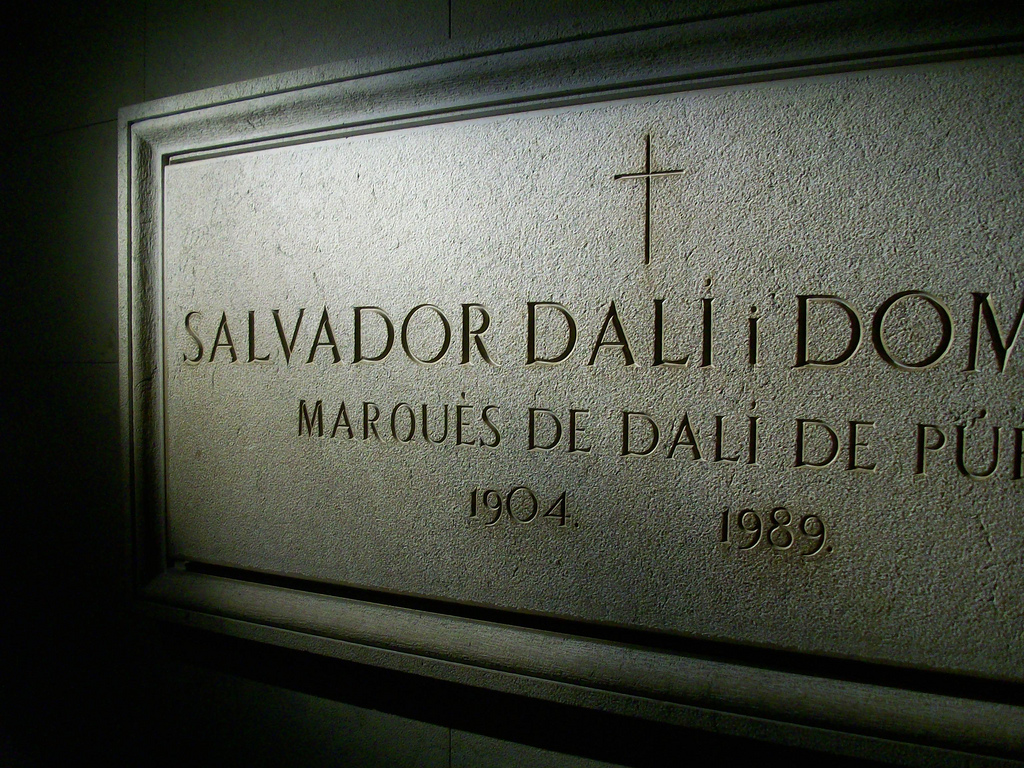 SALVADOR DALÍ i DOM
MARQUÈS DE DALÍ DE PÚ
1904. 1989.